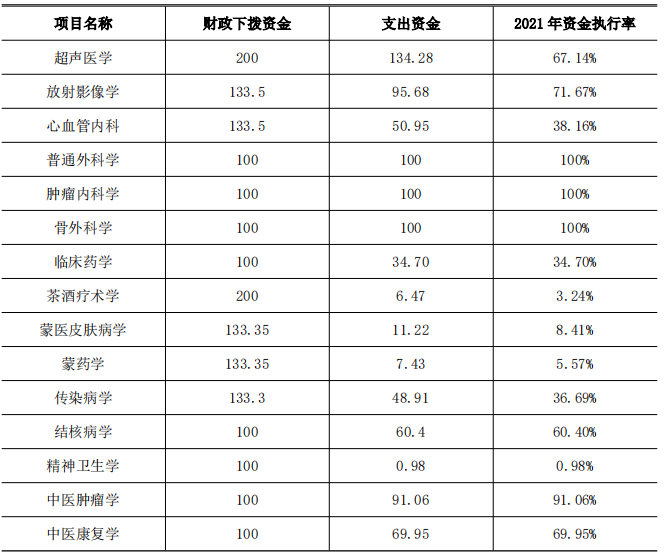 项目名称 财政下拨资金 支出资金 2021年资金执行率
超声医学 200 134.28 67.14%
放射影像学 133.5 95.68 71.67%
心血管内科 133.5 50.95 38.16%
普通外科学 100 100 100%
肿瘤内科学 100 100 100%
骨外科学 100 100 100%
临床药学 100 34.70 34.70%
茶酒疗术学 200 6.47 3.24%
蒙医皮肤病学 133.35 11.22 8.41%
蒙药学 133.35 7.43 5.57%
传染病学 133.3 48.91 36.69%
结核病学 100 60.4 60.40%
精神卫生学 100 0.98 0.98%
中医肿瘤学 100 91.06 91.06%
中医康复学 100 69.95 69.95%